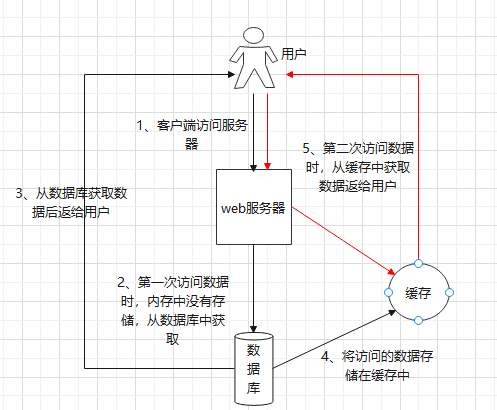 用户
1、客户端访问服务
器
5、第二次访问数据
时，从缓存中获取
数据返给用户
3、从数据库获取数
据后返给用户
web服务器
2、第一次访问数据
时，内存中没有存
储，从数据库中获
取
缓存
数
据
库
4、将访问的数据存
储在缓存中